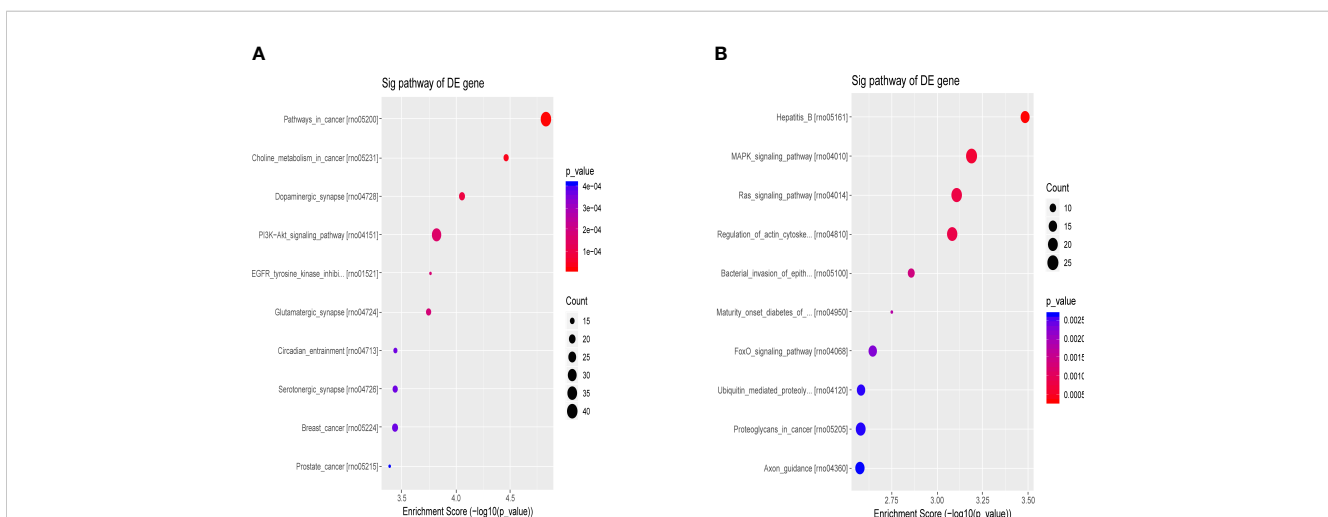 A
Sig pathway of DE gene
Pathways_in_cancer [rno05200]
Choline_metabolism_in_cancer [rno05231]
Dopaminergic_synapse [rno04728]
PI3K−Akt_signaling_pathway [rno04151]
EGFR_tyrosine_kinase_inhibi... [rno01521]
Glutamatergic_synapse [rno04724]
Circadian_entrainment [rno04713]
Serotonergic_synapse [rno04726]
Breast_cancer [rno05224]
Prostate_cancer [rno05215]
3.5 4.0 4.5
Enrichment Score (−log10(p_value))
p_value
4e−04
3e−04
2e−04
1e−04
Count
15
20
25
30
35
40
B
Sig pathway of DE gene
Hepatitis_B [rno05161]
MAPK_signaling_pathway [rno04010]
Ras_signaling_pathway [rno04014]
Regulation_of_actin_cytoske... [rno04810]
Bacterial_invasion_of_epith... [rno05100]
Maturity_onset_diabetes_of_... [rno04950]
FoxO_signaling_pathway [rno04068]
Ubiquitin_mediated_proteoly... [rno04120]
Proteoglycans_in_cancer [rno05205]
Axon_guidance [rno04360]
2.75 3.00 3.25 3.50
Enrichment Score (−log10(p_value))
Count
10
15
20
25
p_value
0.0025
0.0020
0.0015
0.0010
0.0005